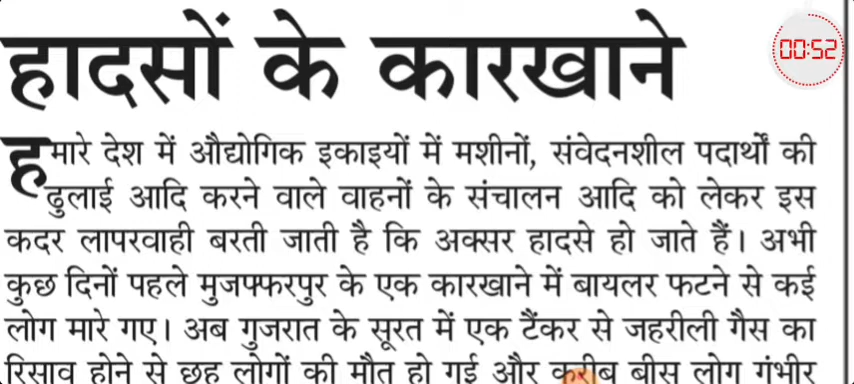 हादसों के कारखाने
00:52
हमारे देश में औद्योगिक इकाइयों में मशीनों, संवेदनशील पदार्थों की
ढुलाई आदि करने वाले वाहनों के संचालन आदि को लेकर इस
कदर लापरवाही बरती जाती है कि अक्सर हादसे हो जाते हैं। अभी
कुछ दिनों पहले मुजफ्फरपुर के एक कारखाने में बायलर फटने से कई
लोग मारे गए। अब गुजरात के सूरत में एक टैंकर से जहरीली गैस का
रिसाव होने से छह लोगों की मौत हो गई और करीब बीस लोग गंभीर